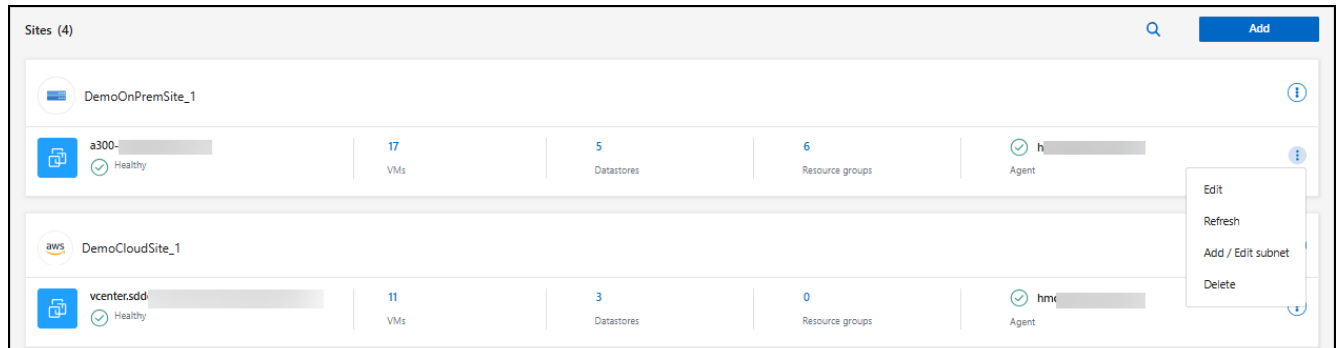 Sites (4)
Add
DemoOnPremSite_1
a300-
Healthy
17
VMs
5
Datastores
6
Resource groups
h
Agent
Edit
Refresh
Add / Edit subnet
Delete
aws
DemoCloudSite_1
vcenter.sdd
Healthy
11
VMs
3
Datastores
0
Resource groups
hm
Agent